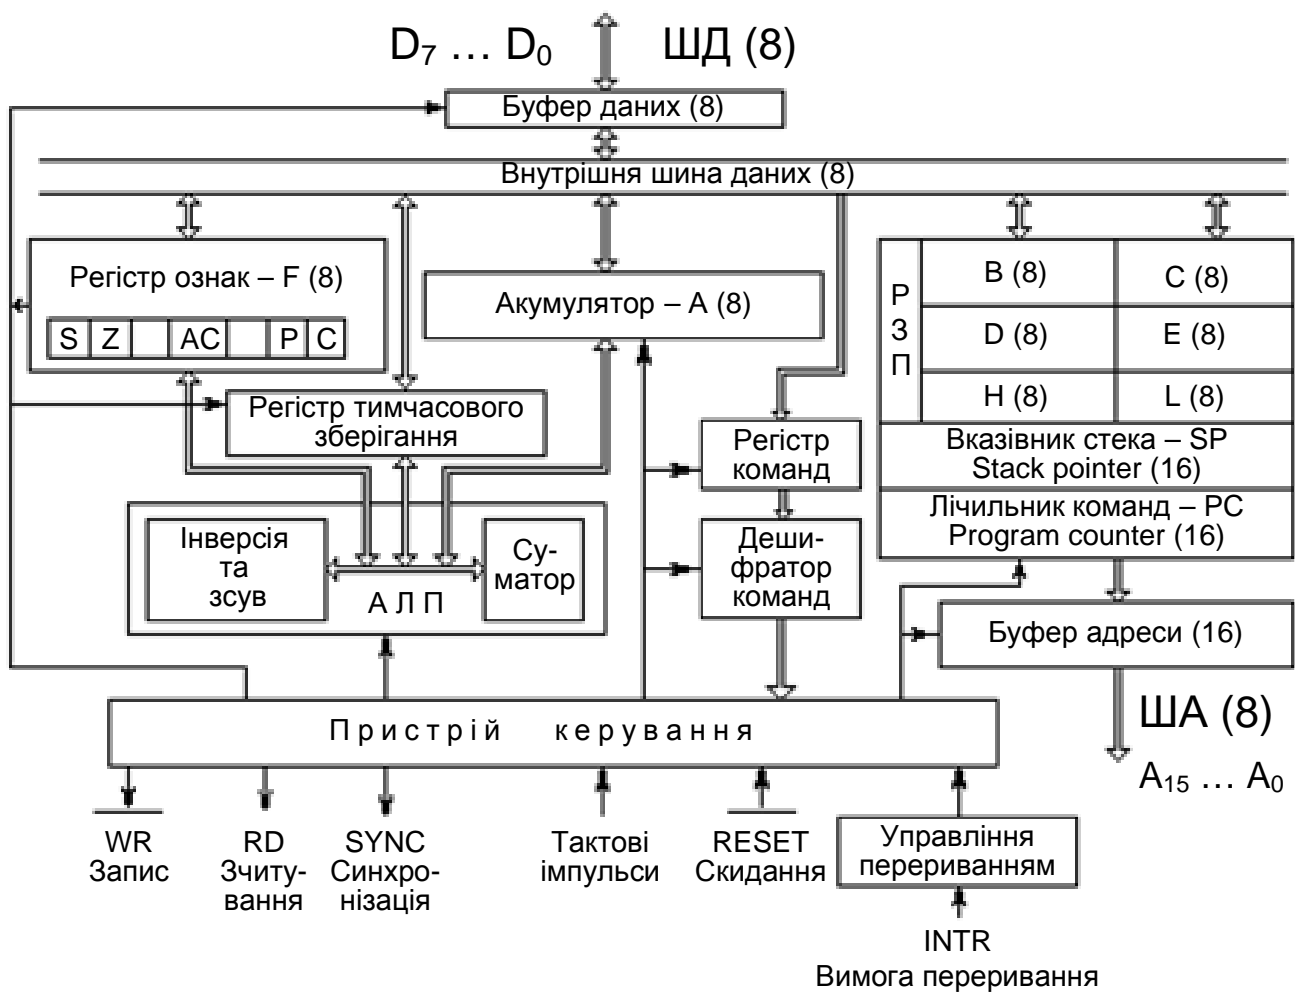 D7 … D0 ШД (8)
Буфер даних (8)
Внутрішня шина даних (8)
Регістр ознак – F (8)
S Z AC P C
Акумулятор – А (8)
Р
З
П
B (8) C (8)
D (8) E (8)
H (8) L (8)
Регістр тимчасового
зберігання
Регістр
команд
Вказівник стека – SP
Stack pointer (16)
Лічильник команд – PC
Program counter (16)
Інверсія
та
зсув
А Л П
Су-
матор
Деши-
фратор
команд
Буфер адреси (16)
Пристрій керування
ША (8)
A15 … A0
WR
Запис
RD
Зчиту-
вання
SYNC
Синхро-
нізація
Тактові
імпульси
RESET
Скидання
Управління
перериванням
INTR
Вимога переривання